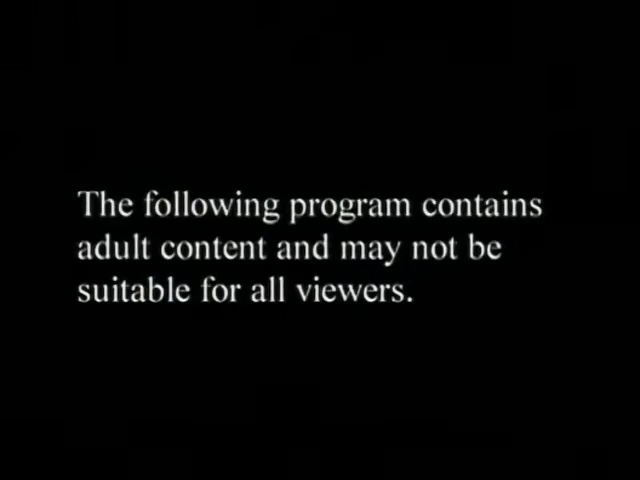 The following program contains
adult content and may not be
suitable for all viewers.